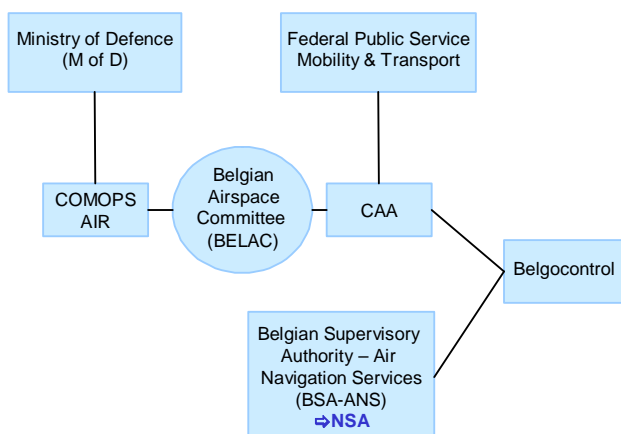 Ministry of Defence
(M of D)
Federal Public Service
Mobility & Transport
COMOPS
AIR
Belgian
Airspace
Committee
(BELAC)
CAA
Belgocontrol
Belgian Supervisory
Authority – Air
Navigation Services
(BSA-ANS)
⇨NSA